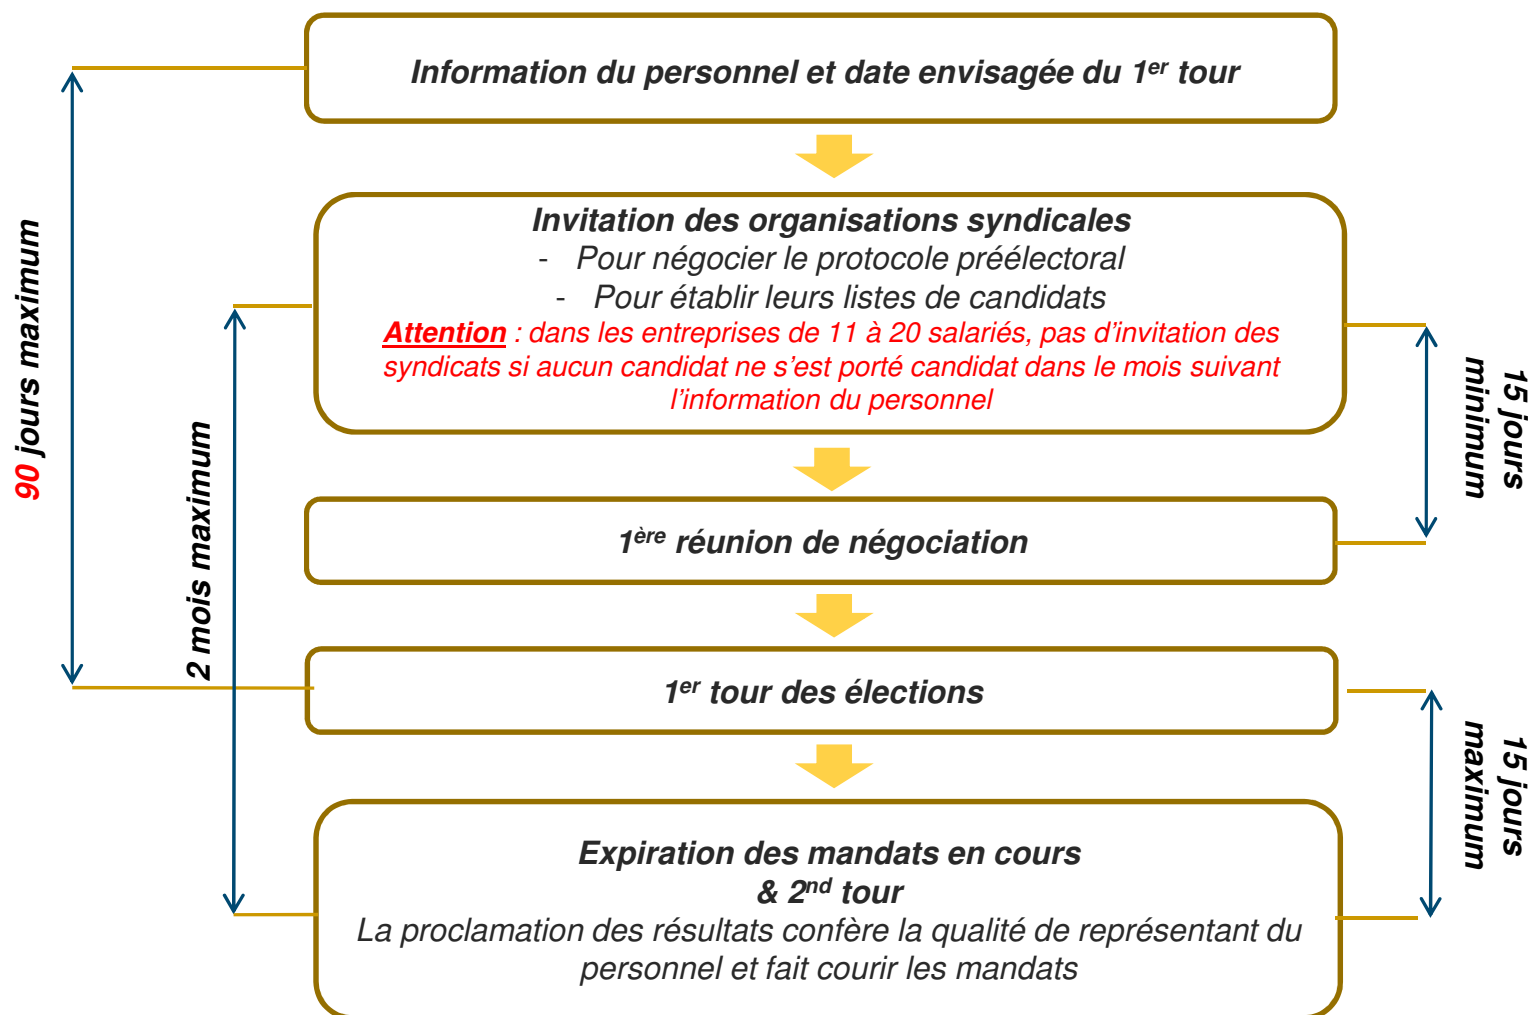 Information du personnel et date envisagée du 1er tour
Invitation des organisations syndicales
- Pour négocier le protocole préélectoral
- Pour établir leurs listes de candidats
Attention : dans les entreprises de 11 à 20 salariés, pas d’invitation des
syndicats si aucun candidat ne s’est porté candidat dans le mois suivant
l’information du personnel
1ère réunion de négociation
1er tour des élections
Expiration des mandats en cours
& 2nd tour
La proclamation des résultats confère la qualité de représentant du
personnel et fait courir les mandats
90 jours maximum
2 mois maximum
15 jours
minimum
15 jours
maximum